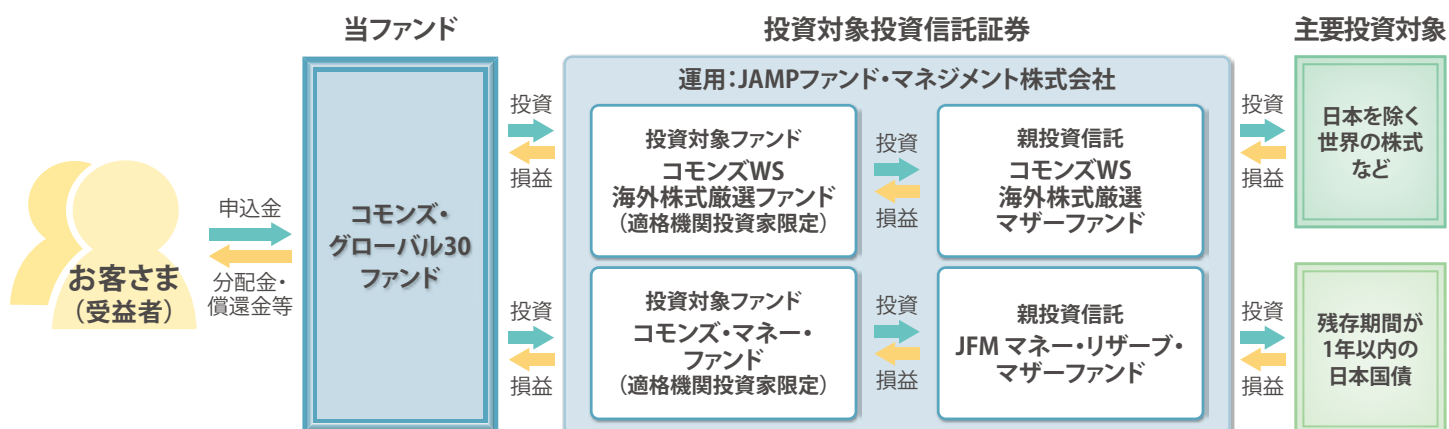 当ファンド
投資対象投資信託証券
主要投資対象
お客さま
（受益者）
申込金
分配金・
償還金等
コモンズ・
グローバル30
ファンド
投資
損益
投資
損益
運用：JAMPファンド・マネジメント株式会社
投資対象ファンド
コモンズWS
海外株式厳選ファンド
（適格機関投資家限定）
投資
損益
親投資信託
コモンズWS
海外株式厳選
マザーファンド
投資対象ファンド
コモンズ・マネー・
ファンド
（適格機関投資家限定）
投資
損益
親投資信託
JFM マネー・リザーブ・
マザーファンド
投資
損益
日本を除く
世界の株式
など
投資
損益
残存期間が
1年以内の
日本国債